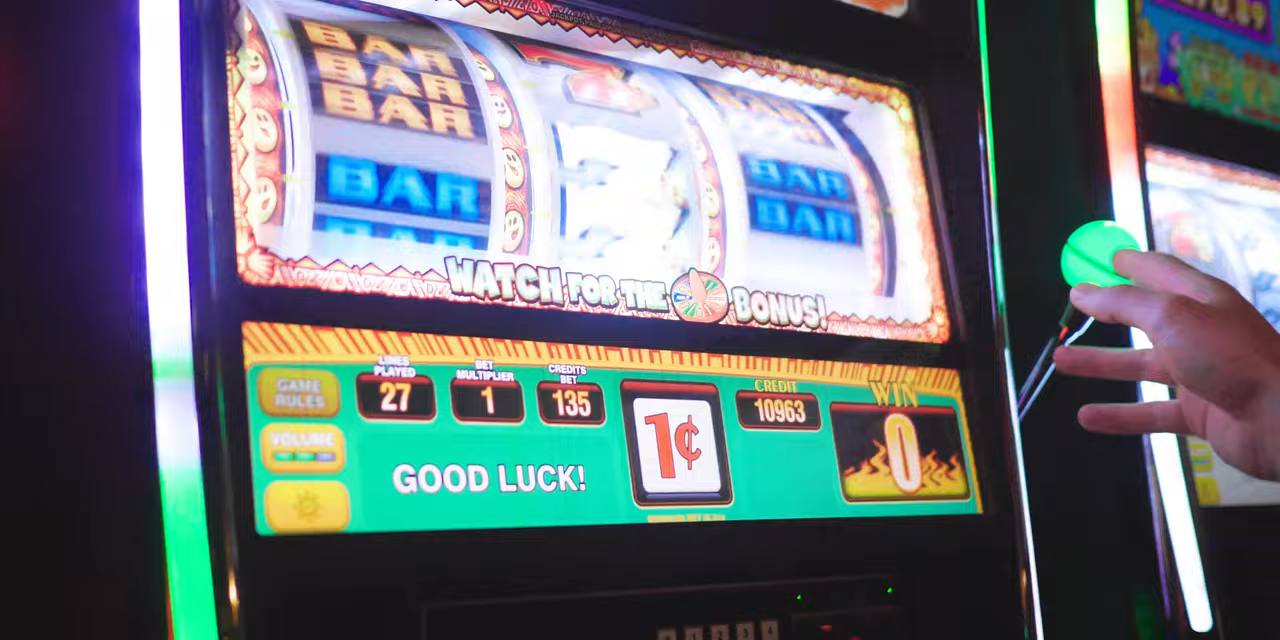 BAR
BAR
BAR
BAR
BAR
BAR
BAR
WATCH FOR THE BONUS!
GAME RULES
VOLUME
LINES PLAYED
27
BET MULTIPLIER
1
CREDITS BET
135
GOOD LUCK!
1¢
CREDIT
10963
WIN
0